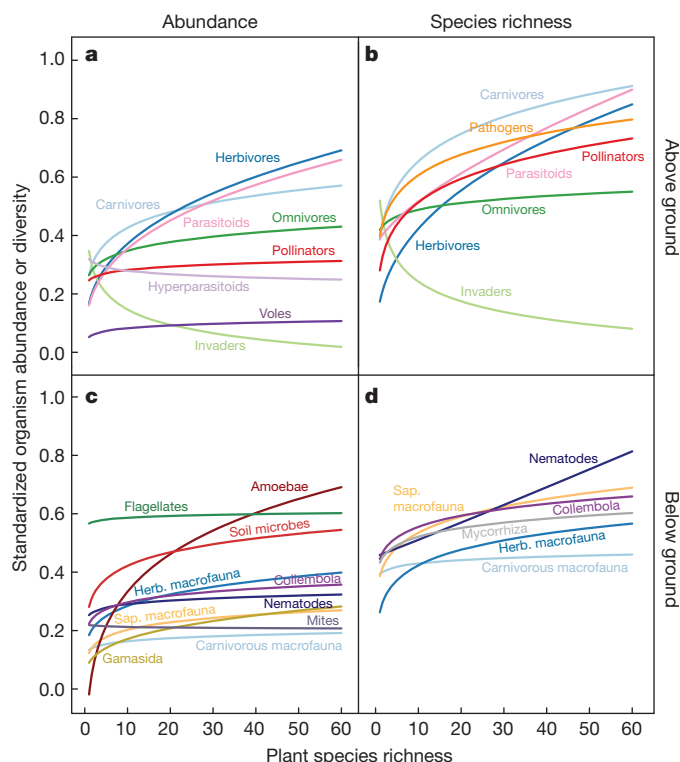 Abundance
Species richness
Standardized organism abundance or diversity
Above ground
Below ground
a
1.0
0.8
0.6
0.4
0.2
0.0
Herbivores
Carnivores
Parasitoids
Omnivores
Pollinators
Hyperparasitoids
Voles
Invaders
b
Carnivores
Pathogens
Pollinators
Parasitoids
Omnivores
Herbivores
Invaders
c
1.0
0.8
0.6
0.4
0.2
0.0
Amoebae
Flagellates
Soil microbes
Herb. macrofauna
Collembola
Nematodes
Sap. macrofauna
Mites
Carnivorous macrofauna
Gamasida
0 10 20 30 40 50 60
d
Nematodes
Sap.
macrofauna
Collembola
Mycorrhiza
Herb. macrofauna
Carnivorous macrofauna
0 10 20 30 40 50 60
Plant species richness